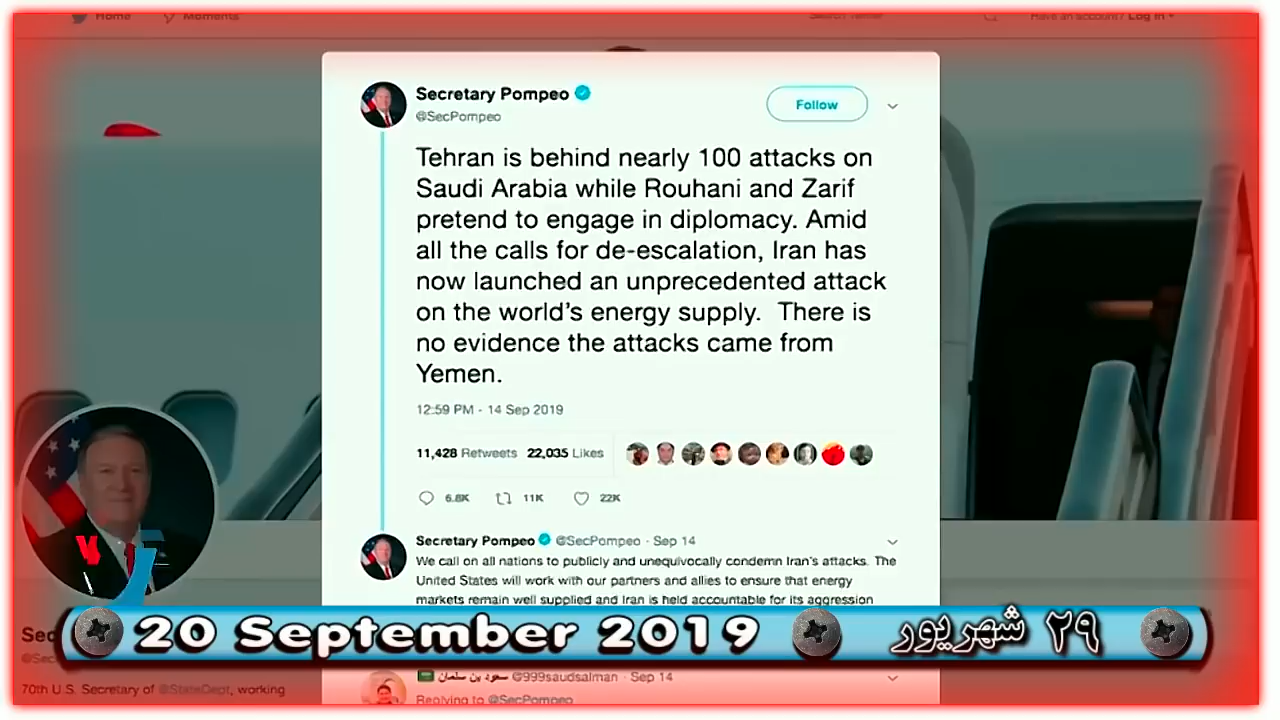 Home Moments Search Twitter Have an account? Log in
Secretary Pompeo
@SecPompeo
Follow
Tehran is behind nearly 100 attacks on
Saudi Arabia while Rouhani and Zarif
pretend to engage in diplomacy. Amid
all the calls for de-escalation, Iran has
now launched an unprecedented attack
on the world’s energy supply.  There is
no evidence the attacks came from
Yemen.
12:59 PM - 14 Sep 2019
11,428 Retweets 22,035 Likes
6.8K 11K 22K
Secretary Pompeo @SecPompeo · Sep 14
We call on all nations to publicly and unequivocally condemn Iran's attacks. The
United States will work with our partners and allies to ensure that energy
markets remain well supplied and Iran is held accountable for its aggression
20 September 2019
۲۹ شهریور
سعود بن سلمان @999saudsalman · Sep 14
Replying to @SecPompeo
70th U.S. Secretary of @StateDept, working